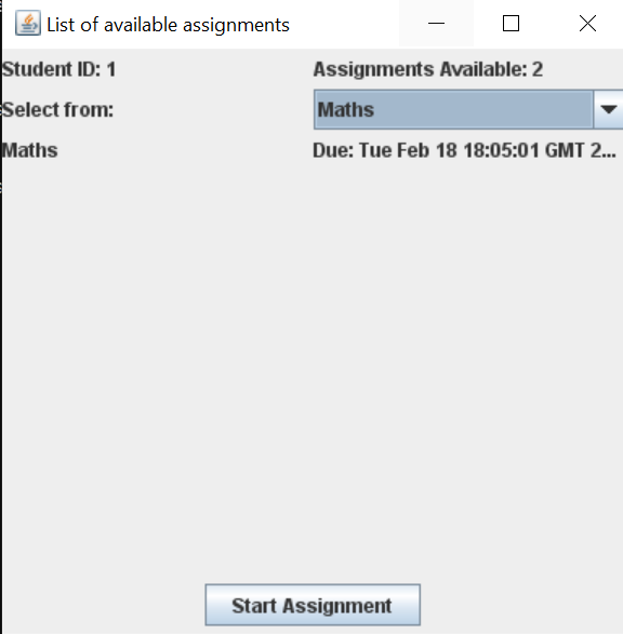 List of available assignments
Student ID: 1 Assignments Available: 2
Select from: Maths
Maths Due: Tue Feb 18 18:05:01 GMT 2...
Start Assignment